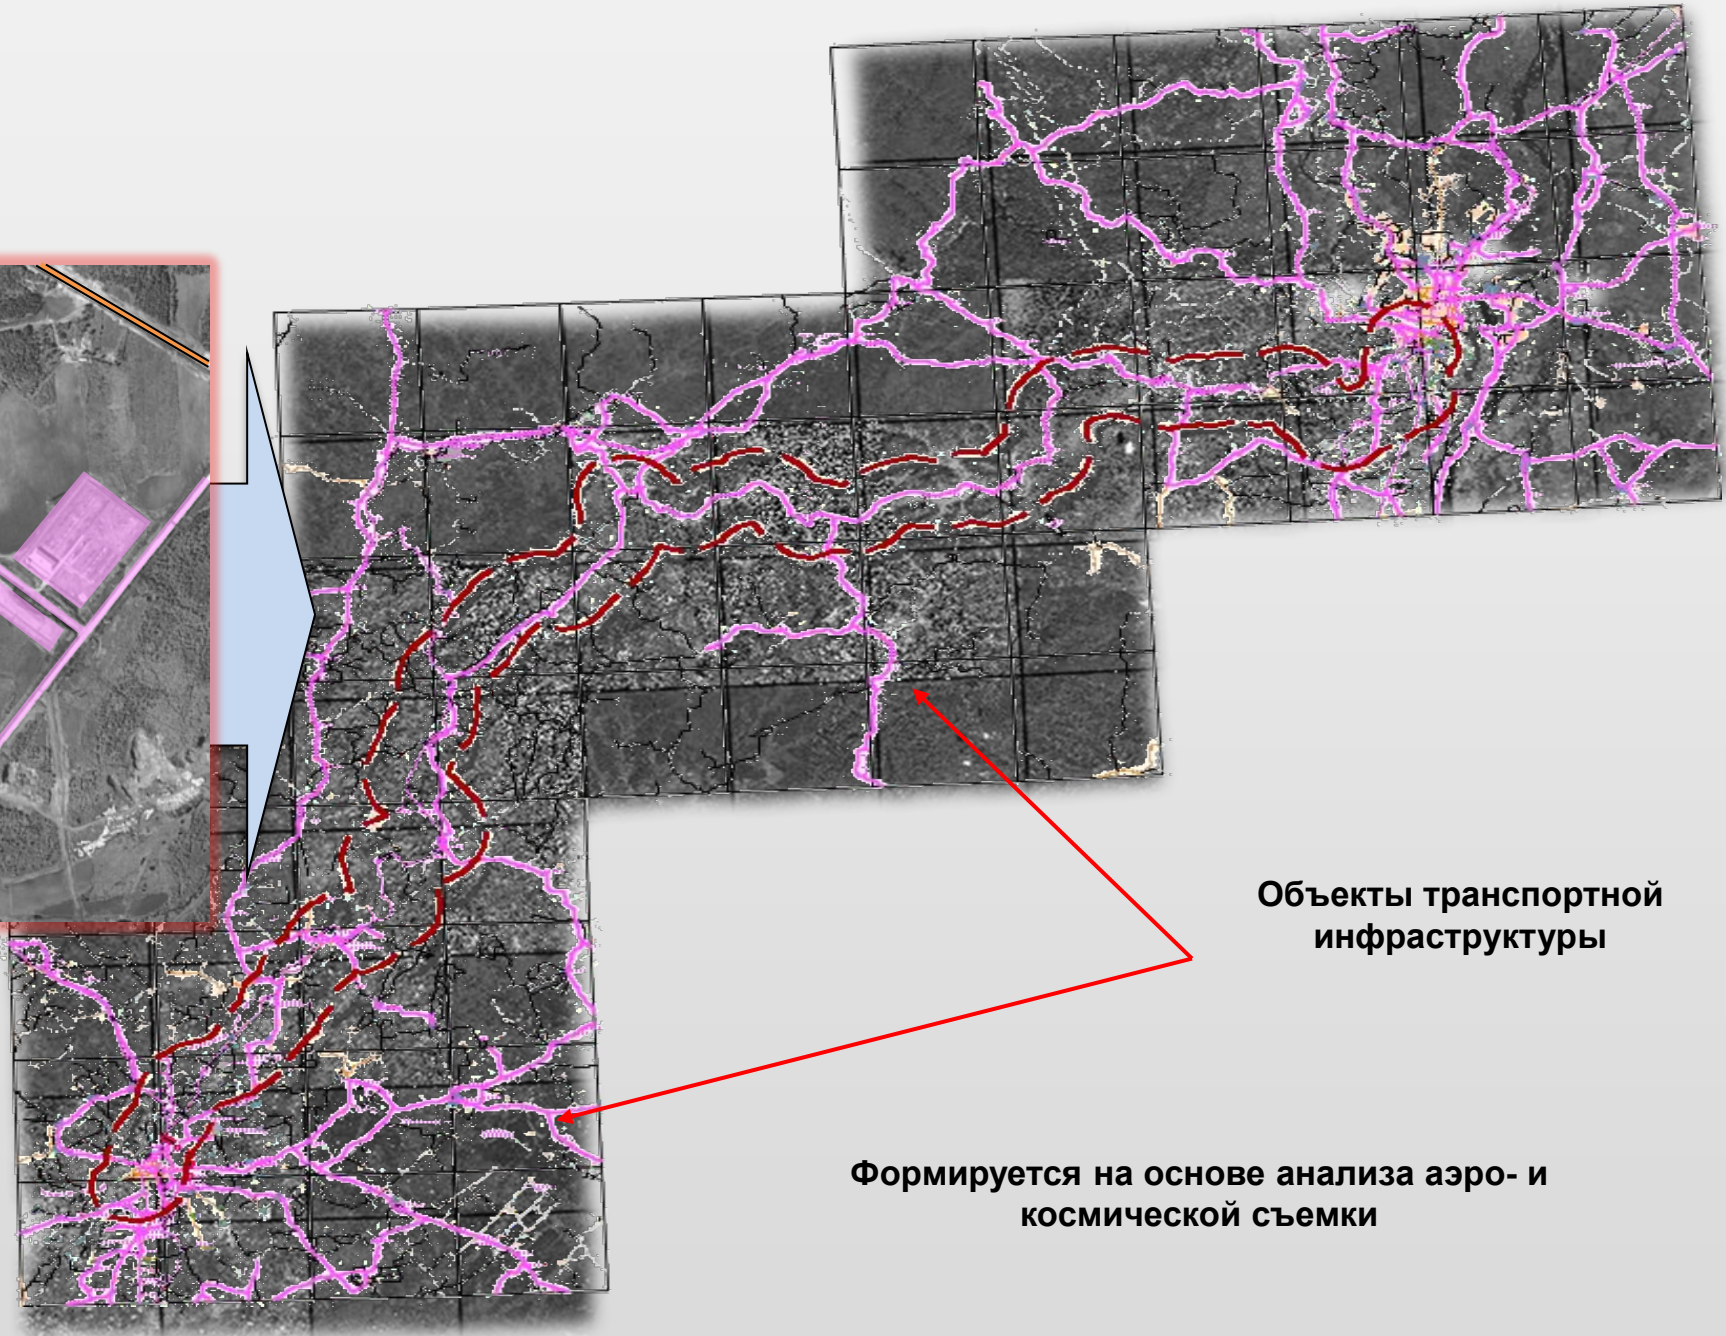 Объекты транспортной
инфраструктуры
Формируется на основе анализа аэро- и
космической съемки